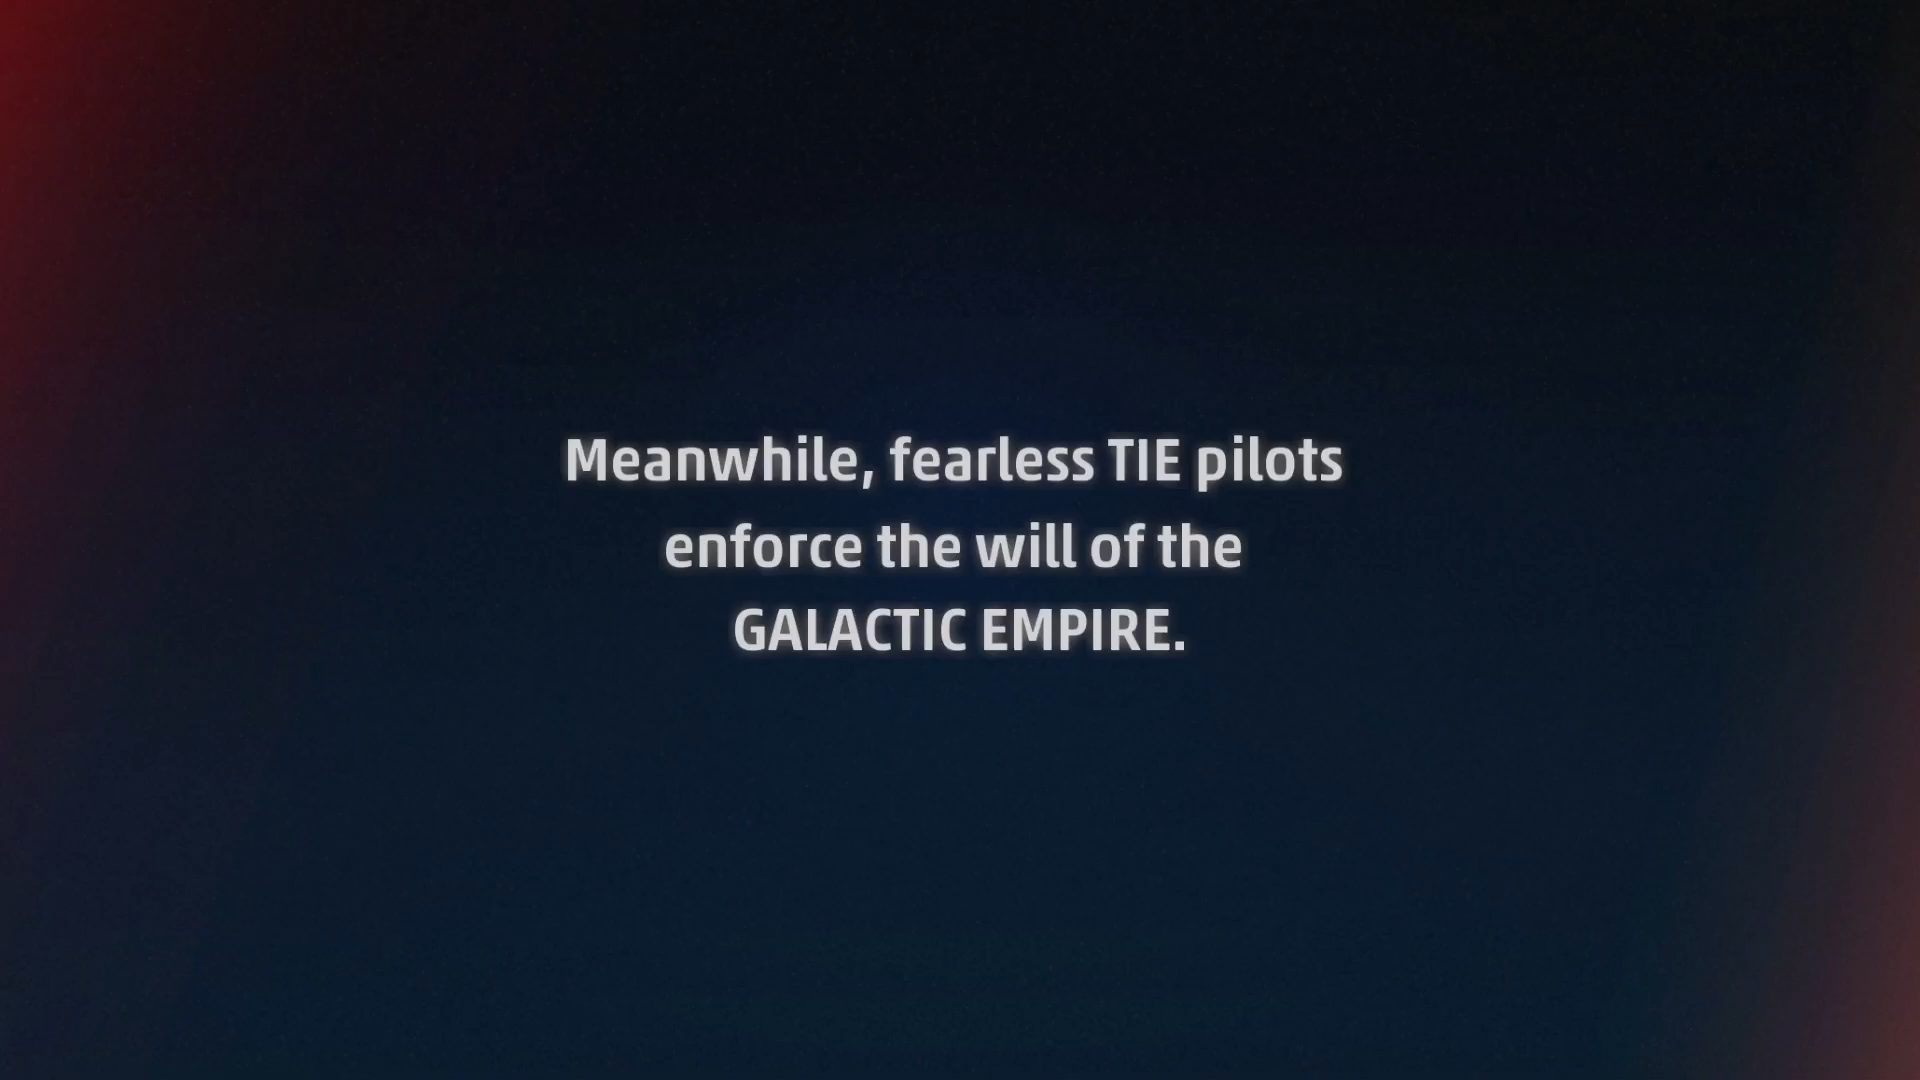 Meanwhile, fearless TIE pilots
enforce the will of the
GALACTIC EMPIRE.